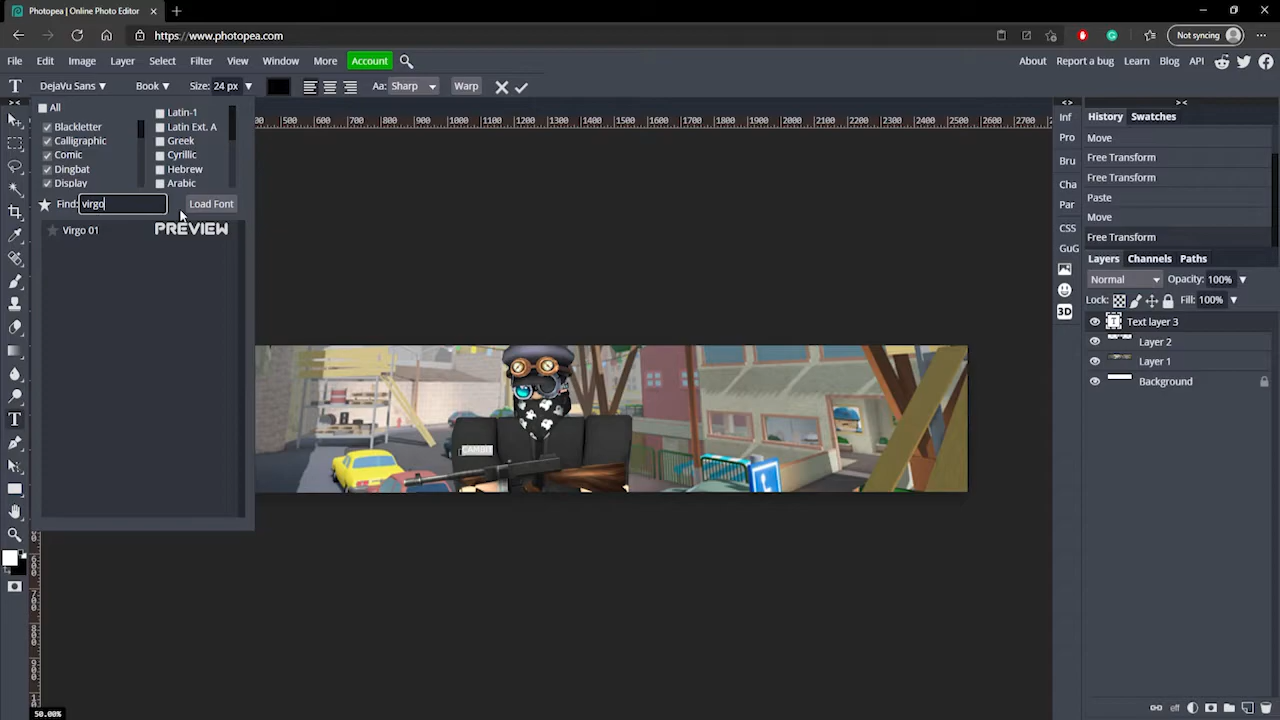 Photopea | Online Photo Editor
https://www.photopea.com
Not syncing
File Edit Image Layer Select Filter View Window More Account
About Report a bug Learn Blog API
DejaVu Sans Book Size: 24 px Aa: Sharp Warp
All
Blackletter
Calligraphic
Comic
Dingbat
Display
Latin-1
Latin Ext. A
Greek
Cyrillic
Hebrew
Arabic
Find: virgo Load Font
Virgo 01 PREVIEW
500 600 700 800 900 1000 1100 1200 1300 1400 1500 1600 1700 1800 1900 2000 2100 2200 2300 2400 2500 2600 2700
Inf
Pro
Bru
Cha
Par
CSS
GuG
3D
History Swatches
Move
Free Transform
Free Transform
Paste
Move
Free Transform
Layers Channels Paths
Normal Opacity: 100%
Lock: Fill: 100%
Text layer 3
Layer 2
Layer 1
Background
eff
50.00%